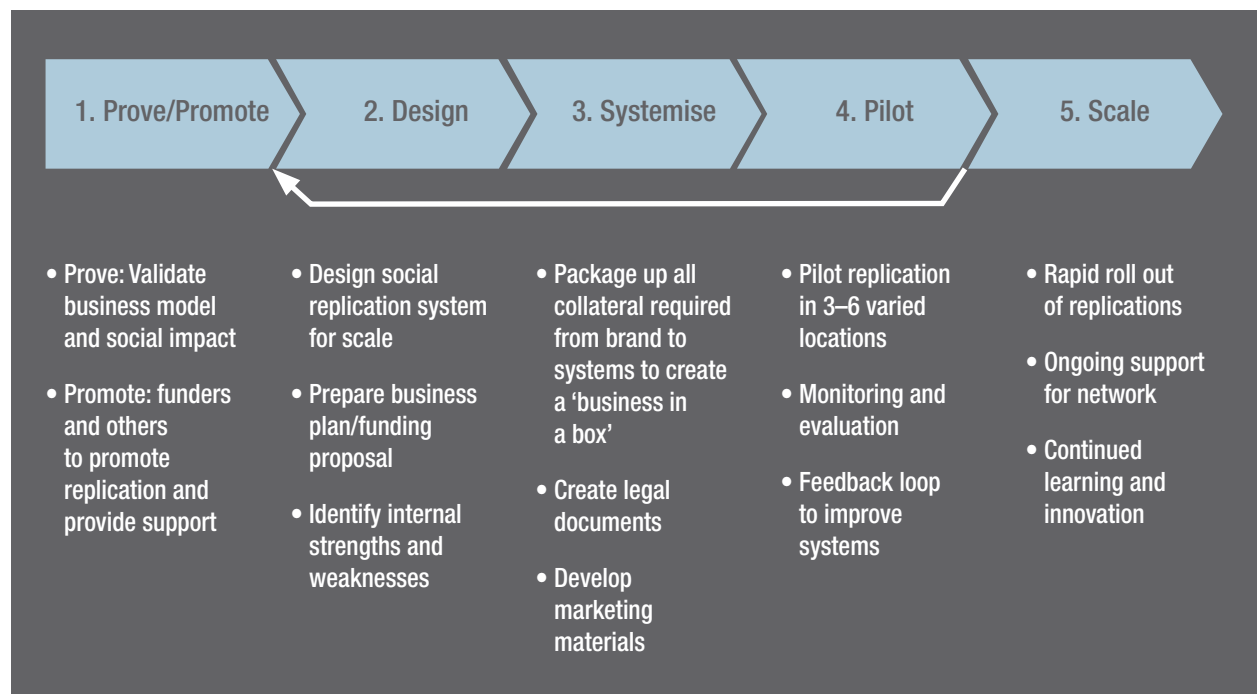 1. Prove/Promote
2. Design
3. Systemise
4. Pilot
5. Scale
• Prove: Validate
business model
and social impact
• Promote: funders
and others
to promote
replication and
provide support
• Design social
replication system
for scale
• Prepare business
plan/funding
proposal
• Identify internal
strengths and
weaknesses
• Package up all
collateral required
from brand to
systems to create
a ‘business in
a box’
• Create legal
documents
• Develop
marketing
materials
• Pilot replication
in 3–6 varied
locations
• Monitoring and
evaluation
• Feedback loop
to improve
systems
• Rapid roll out
of replications
• Ongoing support
for network
• Continued
learning and
innovation